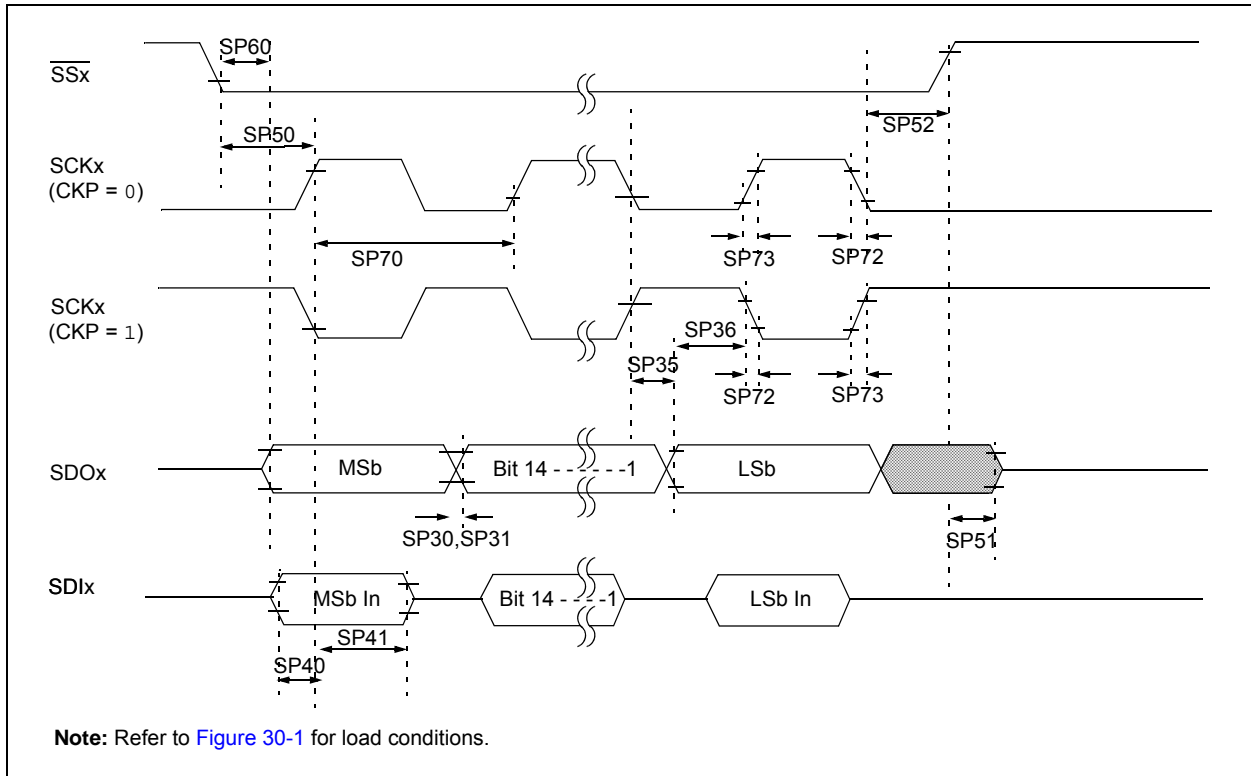 SP60
SSx
SP50
SP52
SCKx
(CKP = 0)
SP70
SP73
SP72
SCKx
(CKP = 1)
SP36
SP35
SP72
SP73
SDOx
MSb
Bit 14 - - - - - -1
LSb
SP30,SP31
SP51
SDIx
MSb In
Bit 14 - - - -1
LSb In
SP41
SP40
Note: Refer to Figure 30-1 for load conditions.